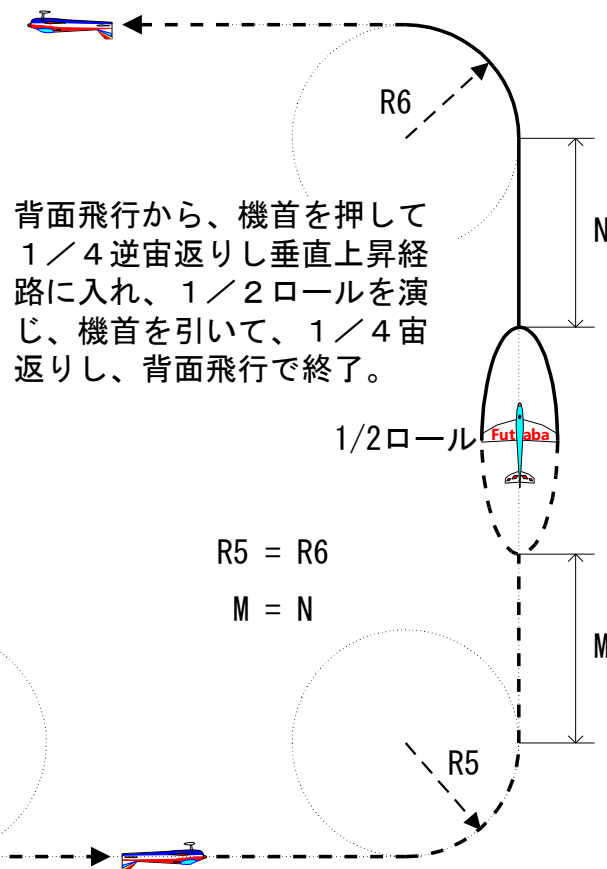 R6
N
背面飛行から、機首を押して
１／４逆宙返りし垂直上昇経
路に入れ、１／２ロールを演
じ、機首を引いて、１／４宙
返りし、背面飛行で終了。
1/2ロール
Futaba
R5 = R6
M = N
M
R5